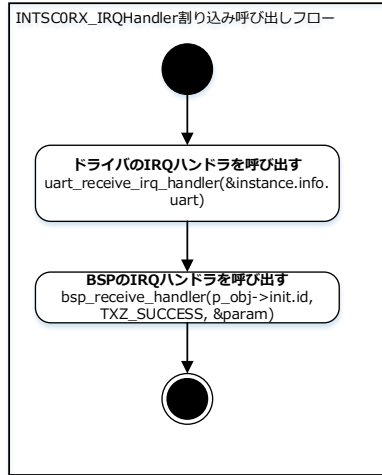 INTSC0RX_IRQHandler割り込み呼び出しフロー
ドライバのIRQハンドラを呼び出す
uart_receive_irq_handler(&instance.info.
uart)
BSPのIRQハンドラを呼び出す
bsp_receive_handler(p_obj->init.id,
TXZ_SUCCESS, &param)